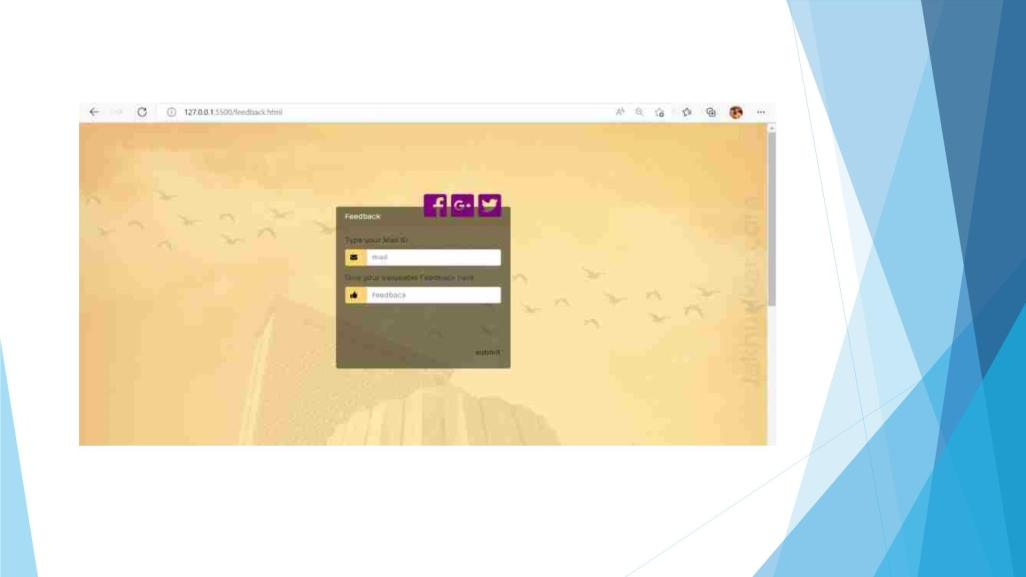 127.0.0.1:5500/feedback.html
Feedback
Type your Mail ID
mail
Give your valueable Feedback here
Feedback
submit